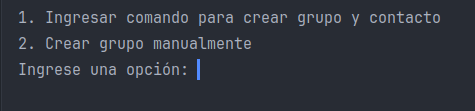 1. Ingresar comando para crear grupo y contacto
2. Crear grupo manualmente
Ingrese una opción: